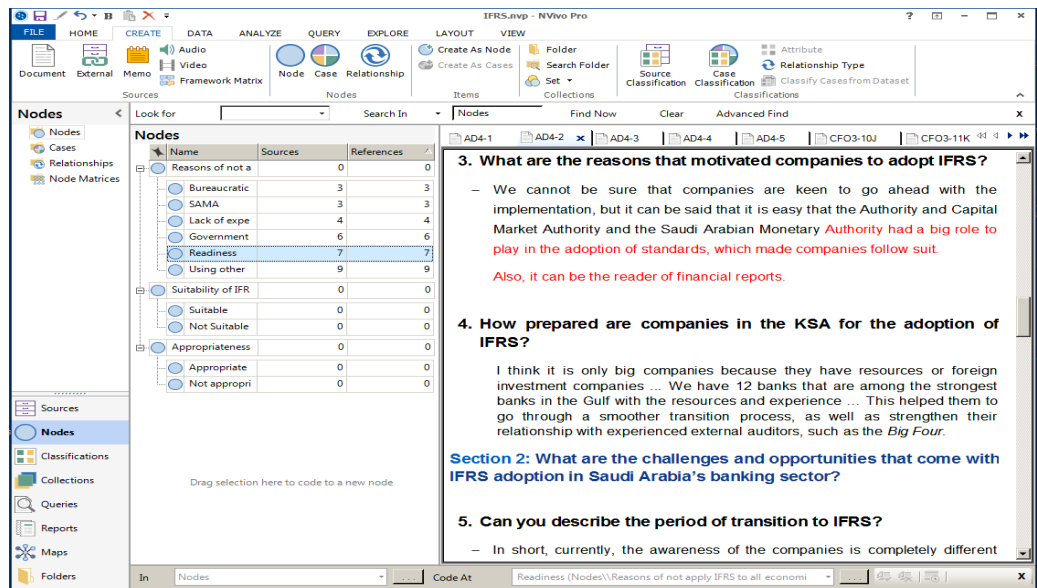 IFRS.nvp - NVivo Pro
FILE HOME CREATE DATA ANALYZE QUERY EXPLORE LAYOUT VIEW
Document External Memo Audio Video Framework Matrix
Sources
Node Case Relationship
Nodes
Create As Node
Create As Cases
Items
Folder
Search Folder
Set
Collections
Source Classification
Case Classification
Attribute
Relationship Type
Classify Cases from Dataset
Classifications
Nodes
Look for Search In Nodes Find Now Clear Advanced Find x
Nodes
Cases
Relationships
Node Matrices
Nodes
Name Sources References
Reasons of not a 0 0
Bureaucratic 3 3
SAMA 3 3
Lack of expe 4 4
Government 6 6
Readiness 7 7
Using other 9 9
Suitability of IFR 0 0
Suitable 0 0
Not Suitable 0 0
Appropriateness 0 0
Appropriate 0 0
Not appropri 0 0
Drag selection here to code to a new node
Sources
Nodes
Classifications
Collections
Queries
Reports
Maps
Folders
AD4-1 AD4-2 x AD4-3 AD4-4 AD4-5 CFO3-10J CFO3-11K
3. What are the reasons that motivated companies to adopt IFRS?
– We cannot be sure that companies are keen to go ahead with the
implementation, but it can be said that it is easy that the Authority and Capital
Market Authority and the Saudi Arabian Monetary Authority had a big role to
play in the adoption of standards, which made companies follow suit.
Also, it can be the reader of financial reports.
4. How prepared are companies in the KSA for the adoption of
IFRS?
I think it is only big companies because they have resources or foreign
investment companies ... We have 12 banks that are among the strongest
banks in the Gulf with the resources and experience ... This helped them to
go through a smoother transition process, as well as strengthen their
relationship with experienced external auditors, such as the Big Four.
Section 2: What are the challenges and opportunities that come with
IFRS adoption in Saudi Arabia's banking sector?
5. Can you describe the period of transition to IFRS?
– In short, currently, the awareness of the companies is completely different
In Nodes ... Code At Readiness (Nodes\\Reasons of not apply IFRS to all economi ... x